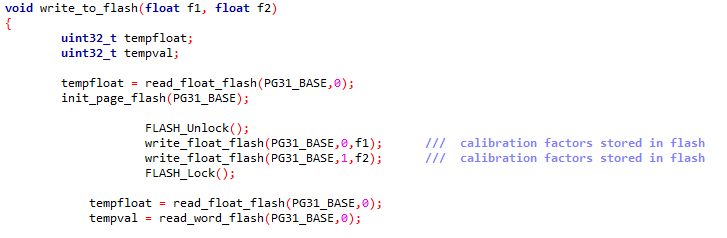 void write_to_flash(float f1, float f2)
{
uint32_t tempfloat;
uint32_t tempval;
tempfloat = read_float_flash(PG31_BASE,0);
init_page_flash(PG31_BASE);
FLASH_Unlock();
write_float_flash(PG31_BASE,0,f1); /// calibration factors stored in flash
write_float_flash(PG31_BASE,1,f2); /// calibration factors stored in flash
FLASH_Lock();
tempfloat = read_float_flash(PG31_BASE,0);
tempval = read_word_flash(PG31_BASE,0);